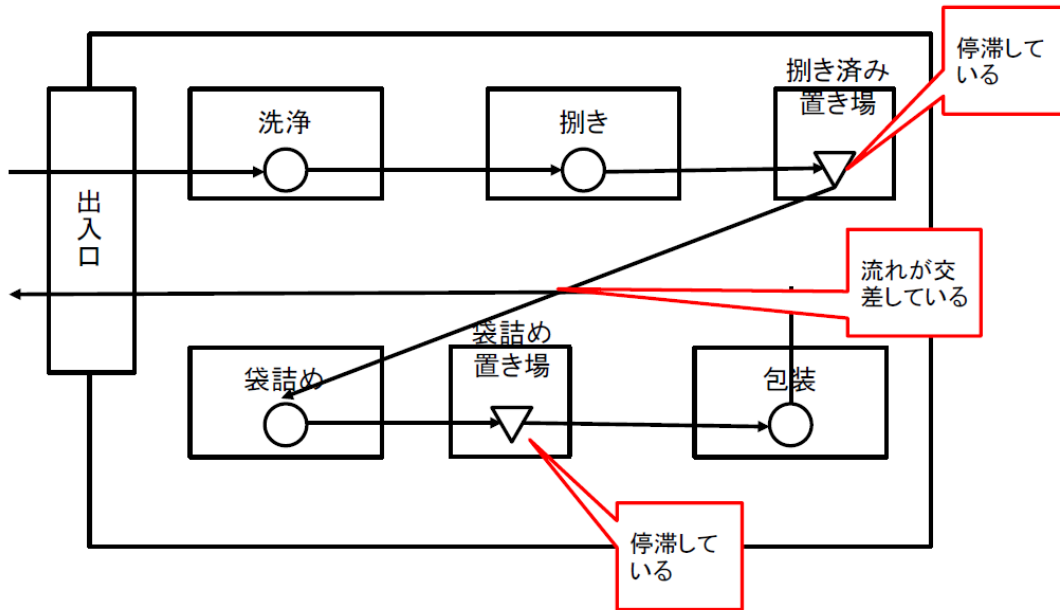 停滞して
いる
捌き済み
置き場
洗浄
捌き
出
入
口
流れが交
差している
袋詰め
袋詰め
置き場
包装
停滞して
いる